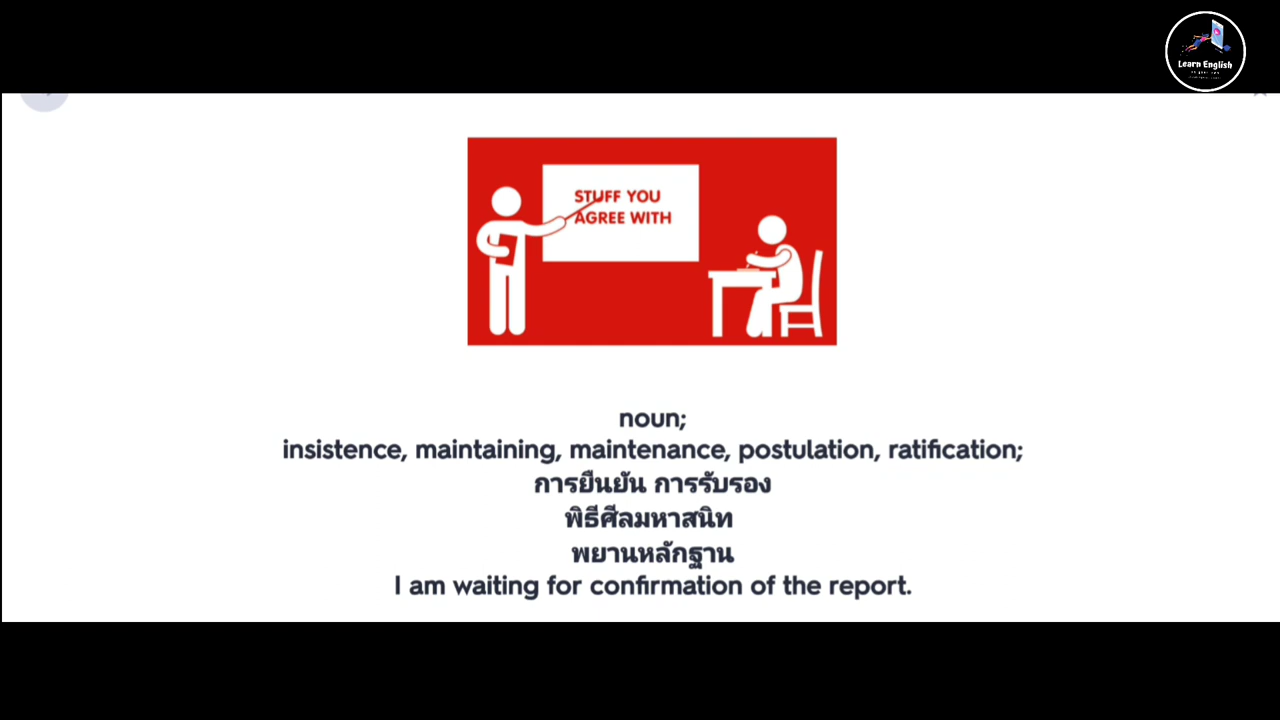 Learn English
STUFF YOU
AGREE WITH
noun;
insistence, maintaining, maintenance, postulation, ratification;
การยืนยัน การรับรอง
พิธีศีลมหาสนิท
พยานหลักฐาน
I am waiting for confirmation of the report.